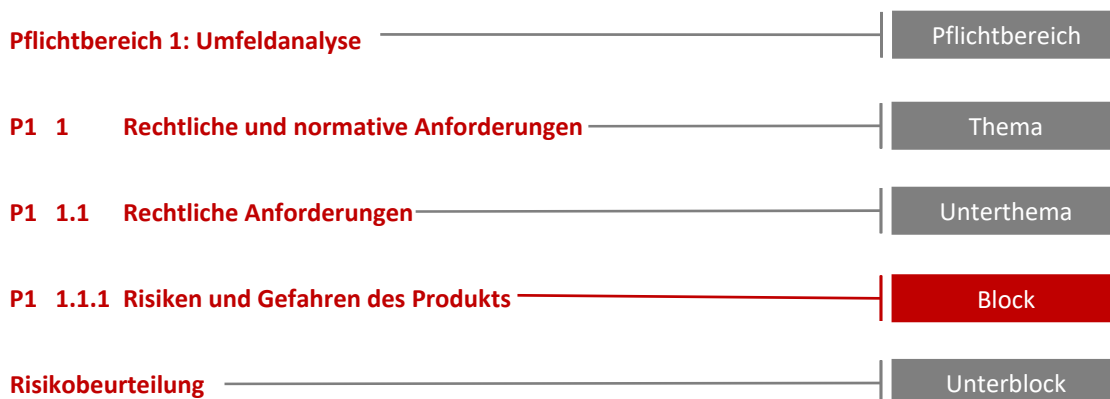 Pflichtbereich 1: Umfeldanalyse Pflichtbereich
P1 1 Rechtliche und normative Anforderungen Thema
P1 1.1 Rechtliche Anforderungen Unterthema
P1 1.1.1 Risiken und Gefahren des Produkts Block
Risikobeurteilung Unterblock